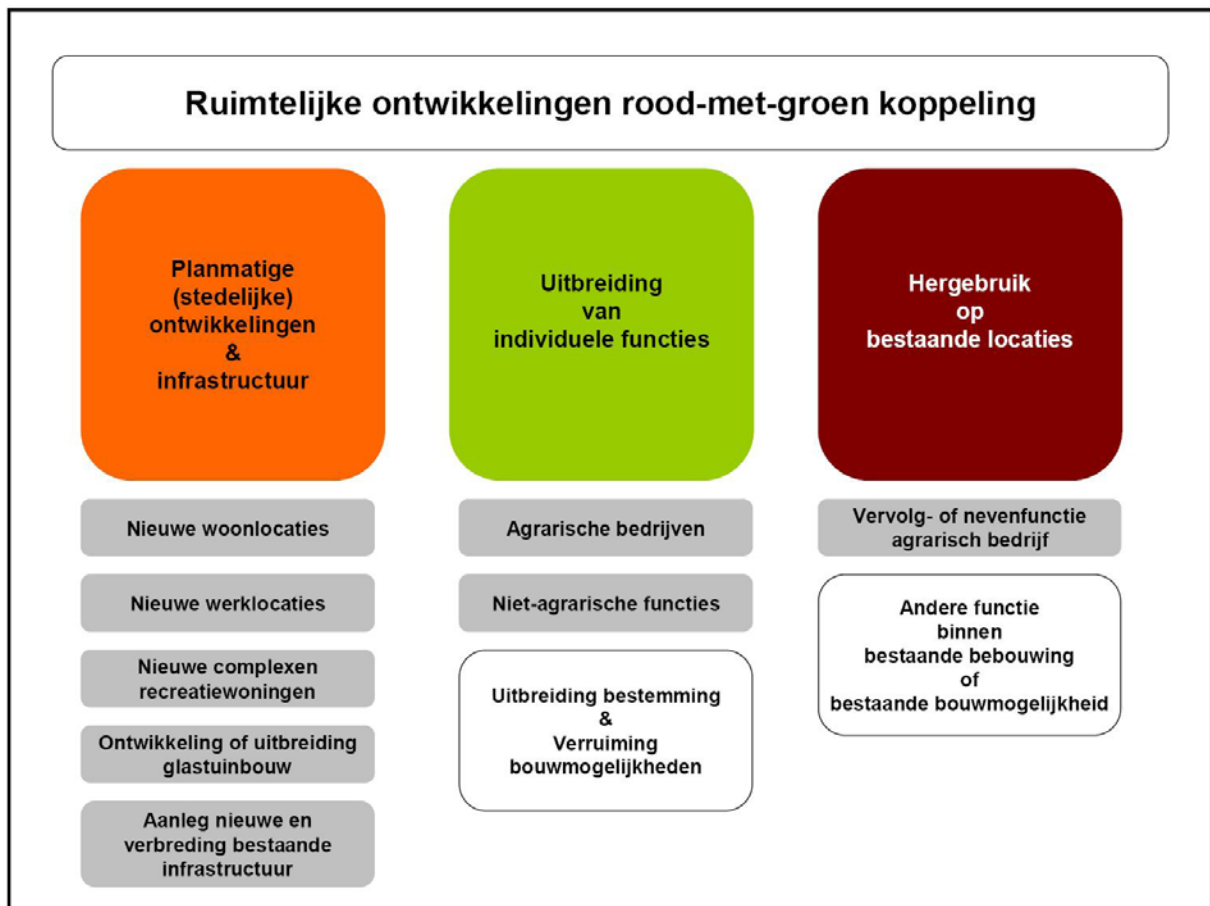 Ruimtelijke ontwikkelingen rood-met-groen koppeling
Planmatige
(stedelijke)
ontwikkelingen
&
infrastructuur
Nieuwe woonlocaties
Nieuwe werklocaties
Nieuwe complexen
recreatiewoningen
Ontwikkeling of uitbreiding
glastuinbouw
Aanleg nieuwe en
verbreding bestaande
infrastructuur
Uitbreiding
van
individuele functies
Agrarische bedrijven
Niet-agrarische functies
Uitbreiding bestemming
&
Verruiming
bouwmogelijkheden
Hergebruik
op
bestaande locaties
Vervolg- of nevenfunctie
agrarisch bedrijf
Andere functie
binnen
bestaande bebouwing
of
bestaande bouwmogelijkheid